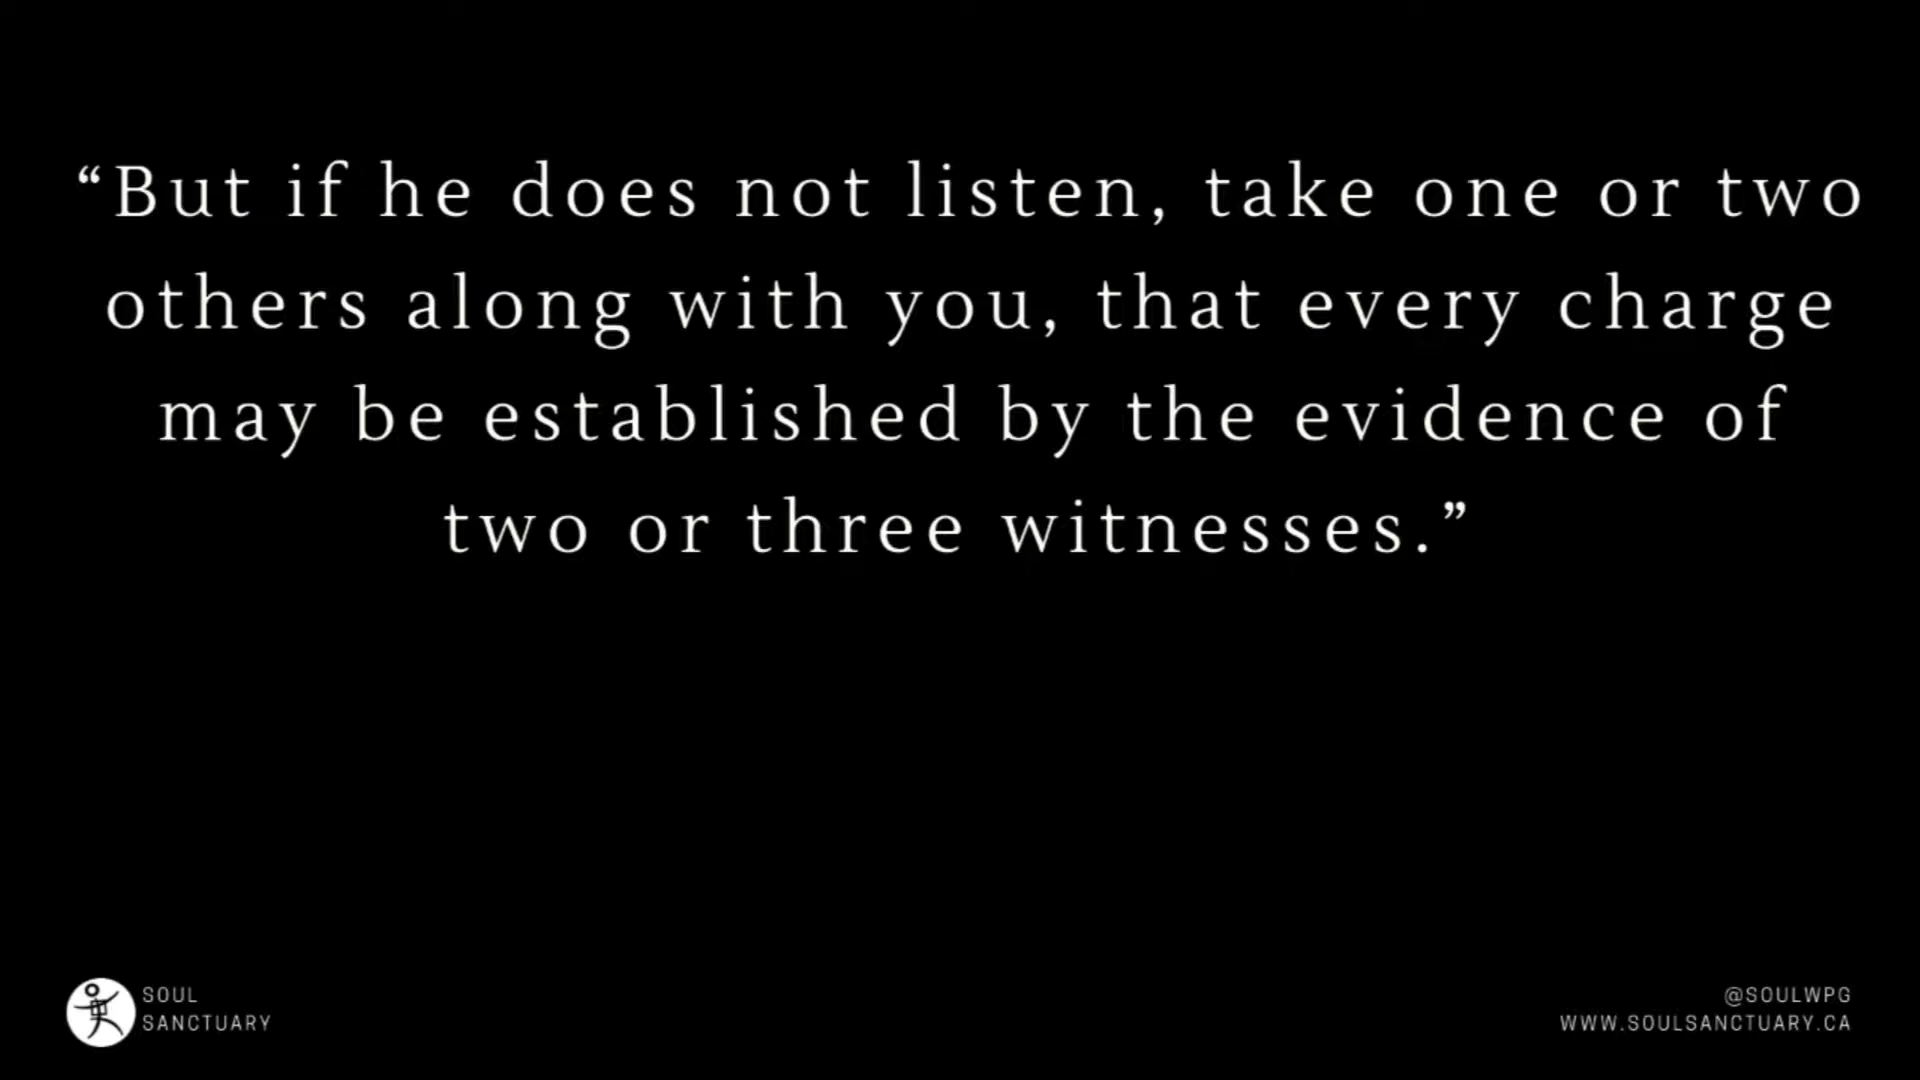 “But if he does not listen, take one or two
others along with you, that every charge
may be established by the evidence of
two or three witnesses.”
SOUL
SANCTUARY
@SOULWPG
WWW.SOULSANCTUARY.CA